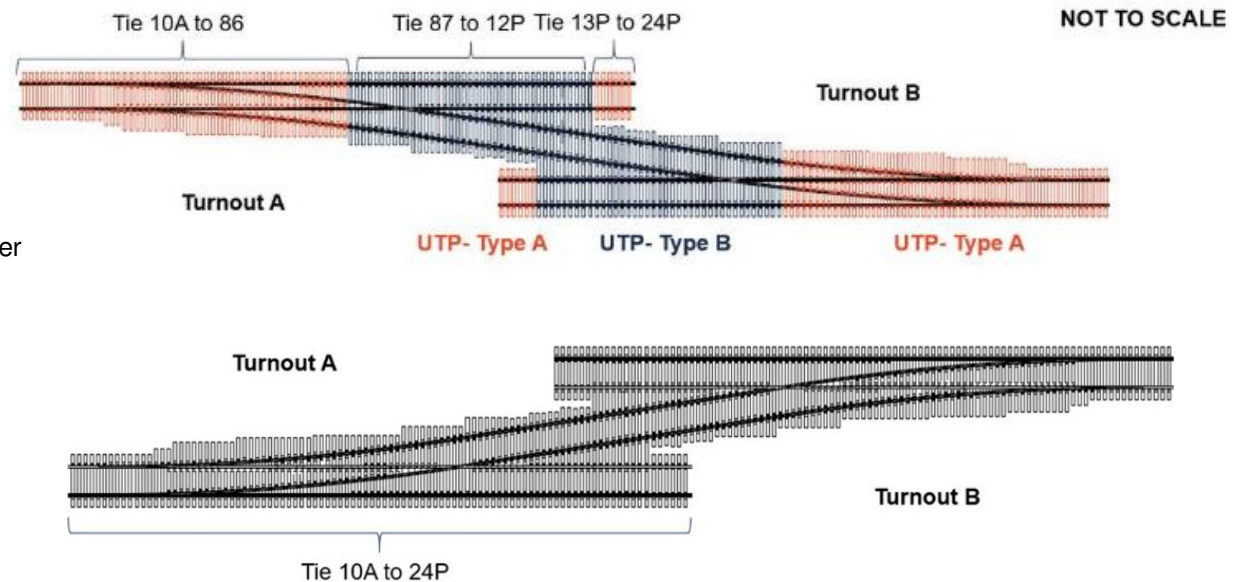 Tie 10A to 86
Tie 87 to 12P
Tie 13P to 24P
NOT TO SCALE
Turnout B
Turnout A
er
UTP- Type A
UTP- Type B
UTP- Type A
Turnout A
Turnout B
Tie 10A to 24P